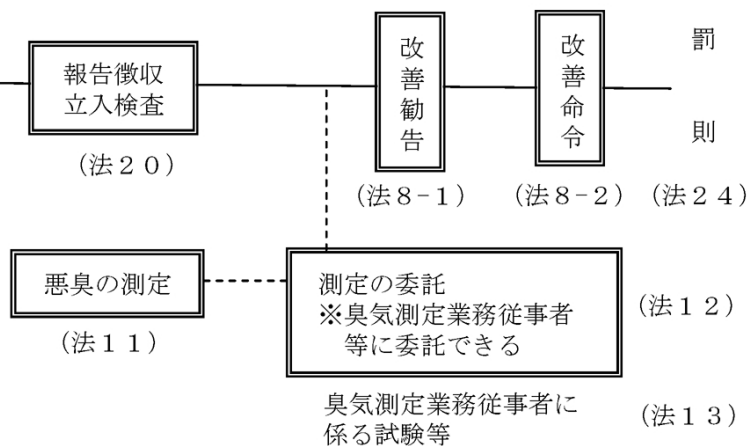 報告徴収
立入検査
(法20)
改善勧告
(法8-1)
改善命令
(法8-2)
罰則
(法24)
悪臭の測定
(法11)
測定の委託
※臭気測定業務従事者
等に委託できる
(法12)
臭気測定業務従事者に
係る試験等
(法13)